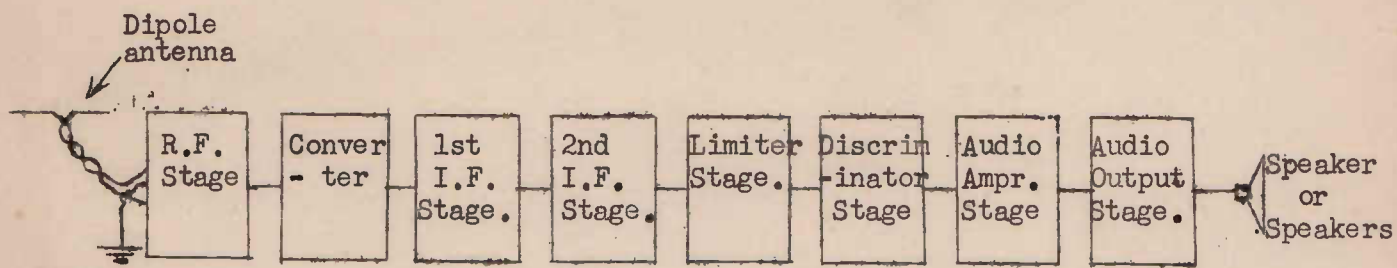 Dipole
antenna
R.F.
Stage
Conver
- ter
1st
I.F.
Stage.
2nd
I.F.
Stage.
Limiter
Stage.
Discrim
-inator
Stage
Audio
Ampr.
Stage
Audio
Output
Stage.
Speaker
or
Speakers